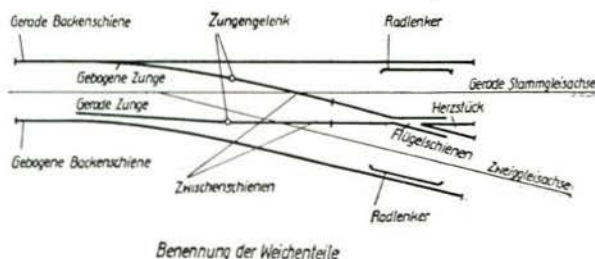 Gerade Backenschiene
Zungengelenk
Radlenker
Gebogene Zunge
Gerade Stammgleisachse
Gerade Zunge
Herzstück
Flügelschienen
Gebogene Backenschiene
Zwischenschienen
Zweiggleisachse
Radlenker
Benennung der Weichenteile